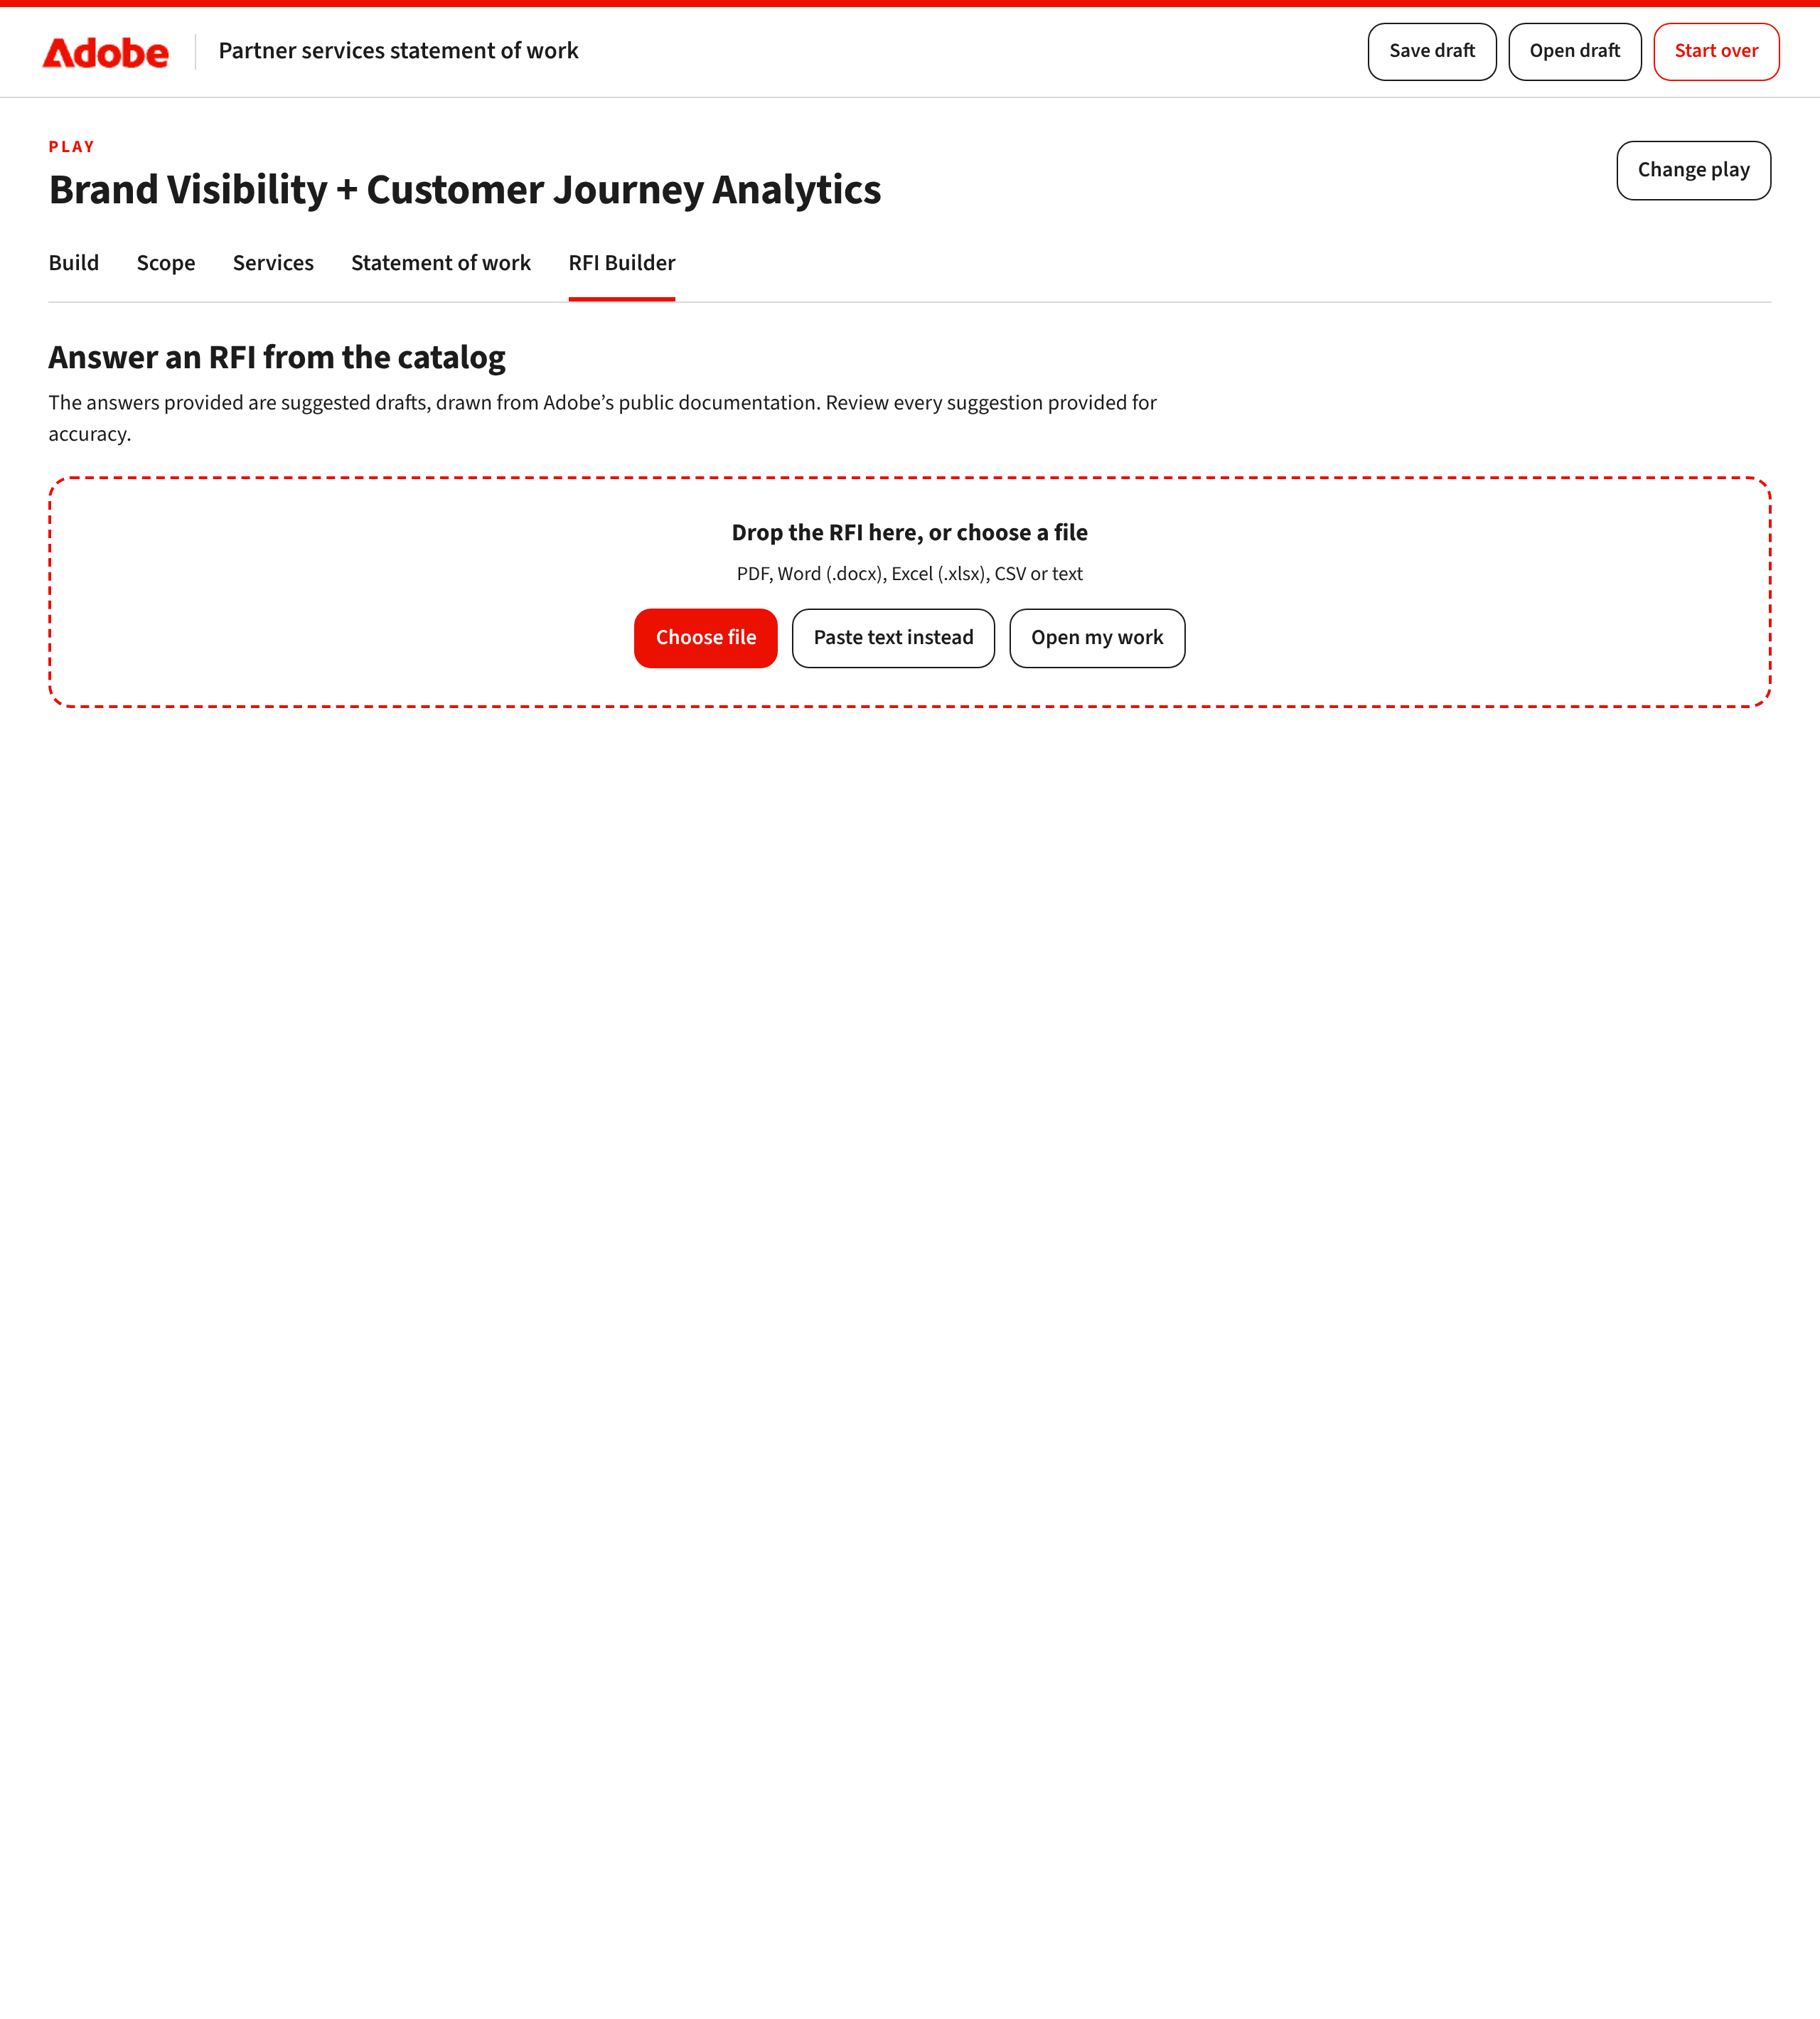 Adobe
Partner services statement of work
Save draft
Open draft
Start over
PLAY
Brand Visibility + Customer Journey Analytics
Change play
Build
Scope
Services
Statement of work
RFI Builder
Answer an RFI from the catalog
The answers provided are suggested drafts, drawn from Adobe’s public documentation. Review every suggestion provided for
accuracy.
Drop the RFI here, or choose a file
PDF, Word (.docx), Excel (.xlsx), CSV or text
Choose file
Paste text instead
Open my work